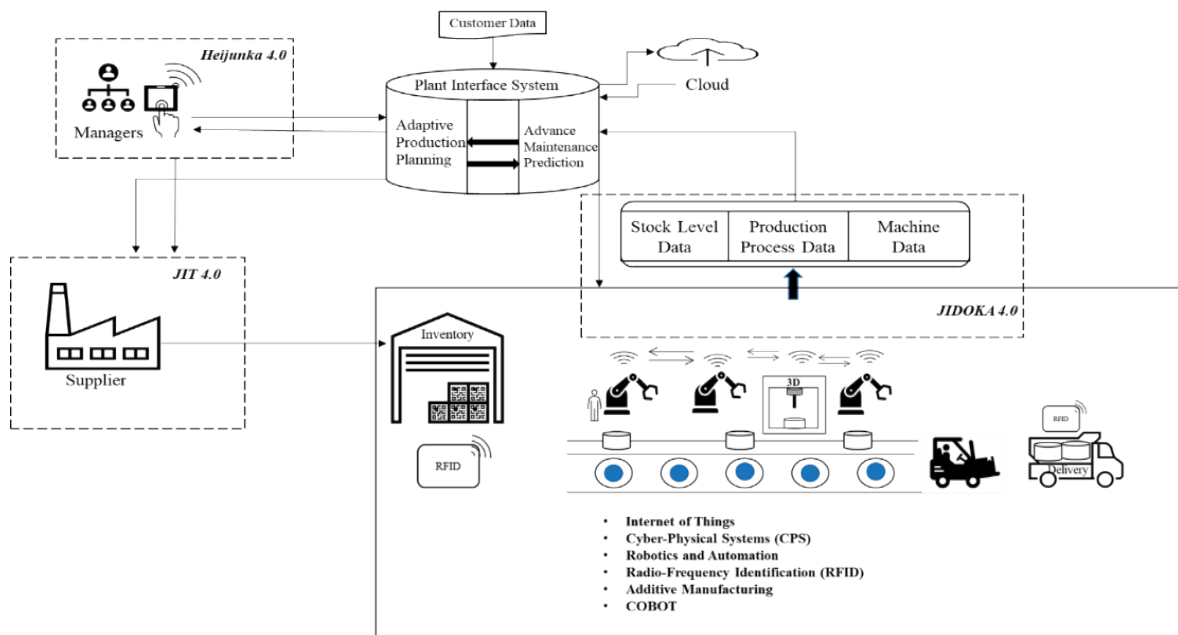 Customer Data
Heijunka 4.0
Managers
Plant Interface System
Adaptive
Production
Planning
Advance
Maintenance
Prediction
Cloud
Stock Level
Data
Production
Process Data
Machine
Data
JIDOKA 4.0
JIT 4.0
Supplier
Inventory
RFID
3D
RFID
Delivery
• Internet of Things
• Cyber-Physical Systems (CPS)
• Robotics and Automation
• Radio-Frequency Identification (RFID)
• Additive Manufacturing
• COBOT